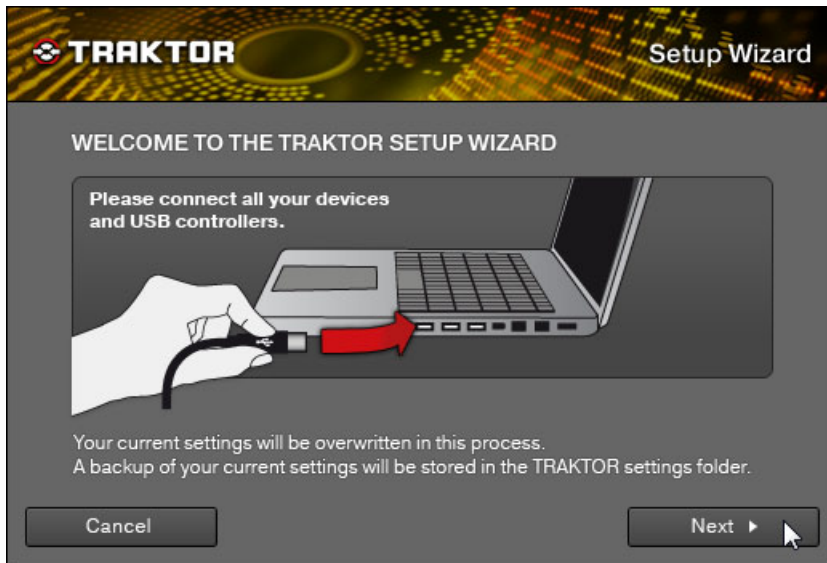 TRAKTOR
Setup Wizard
WELCOME TO THE TRAKTOR SETUP WIZARD
Please connect all your devices
and USB controllers.
Your current settings will be overwritten in this process.
A backup of your current settings will be stored in the TRAKTOR settings folder.
Cancel
Next